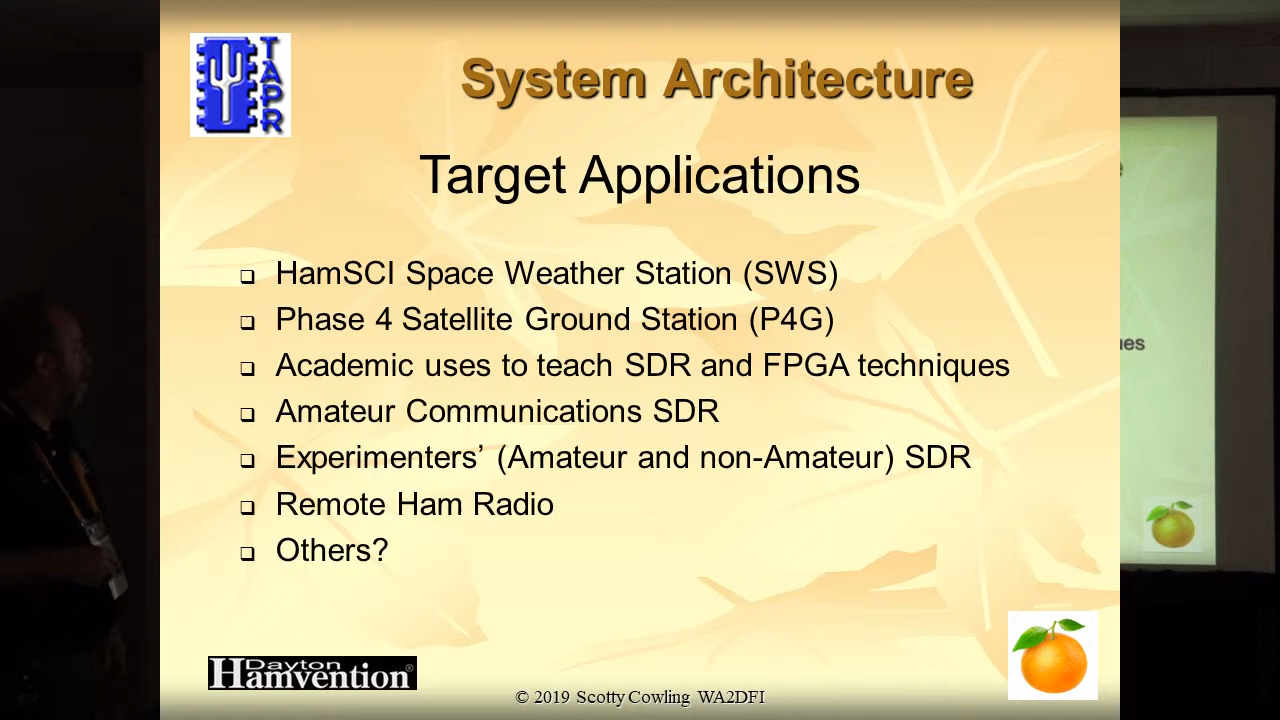 TAPR
System Architecture
Target Applications
HamSCI Space Weather Station (SWS)
Phase 4 Satellite Ground Station (P4G)
Academic uses to teach SDR and FPGA techniques
Amateur Communications SDR
Experimenters’ (Amateur and non-Amateur) SDR
Remote Ham Radio
Others?
Dayton
Hamvention®
© 2019 Scotty Cowling WA2DFI